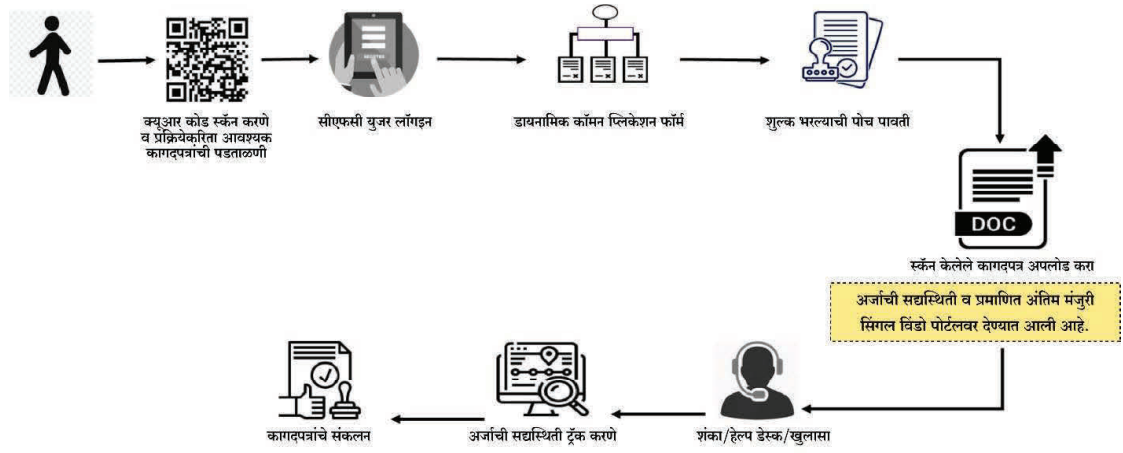 क्यूआर कोड स्कॅन करणे
व प्रक्रियेकरिता आवश्यक
कागदपत्रांची पडताळणी
सीएफसी युजर लॉगइन
डायनामिक कॉमन प्लिकेशन फॉर्म
शुल्क भरल्याची पोच पावती
DOC
स्कॅन केलेले कागदपत्र अपलोड करा
अर्जाची सद्यस्थिती व प्रमाणित अंतिम मंजुरी
सिंगल विंडो पोर्टलवर देण्यात आली आहे.
शंका/हेल्प डेस्क/खुलासा
अर्जाची सद्यस्थिती ट्रॅक करणे
कागदपत्रांचे संकलन